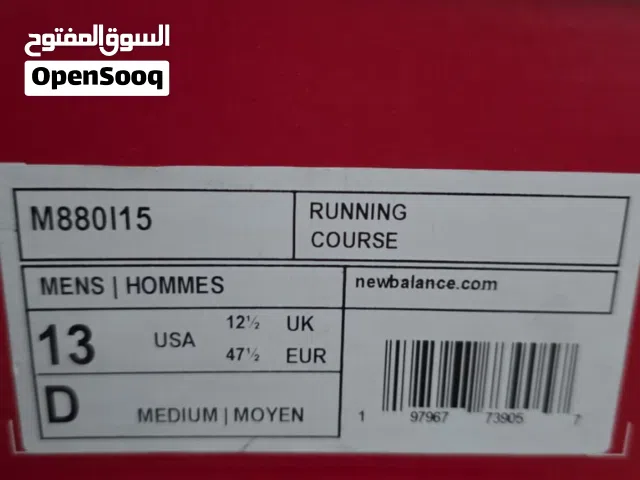 السوق المفتوح
OpenSooq
M880I15
RUNNING
COURSE
MENS | HOMMES
newbalance.com
13 USA
12½ UK
47½ EUR
D MEDIUM | MOYEN
1 97967 73905 7